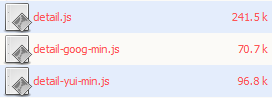 detail.js 241.5 k
detail-goog-min.js 70.7 k
detail-yui-min.js 96.8 k